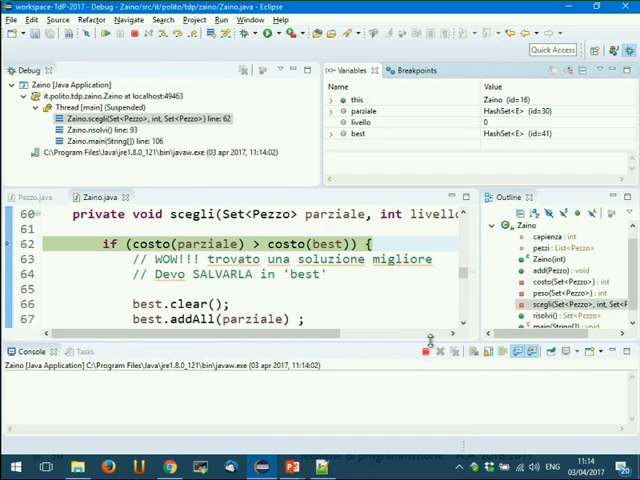 workspace-TdP-2017 - Debug - Zaino/src/it/polito/tdp/zaino/Zaino.java - Eclipse
File Edit Source Refactor Navigate Search Project Run Window Help
Quick Access
Debug
Zaino [Java Application]
it.polito.tdp.zaino.Zaino at localhost:49463
Thread [main] (Suspended)
Zaino.scegli(Set<Pezzo>, int, Set<Pezzo>) line: 62
Zaino.risolvi() line: 93
Zaino.main(String[]) line: 106
C:\Program Files\Java\jre1.8.0_121\bin\javaw.exe (03 apr 2017, 11:14:02)
Variables Breakpoints
Name Value
this Zaino (id=16)
parziale HashSet<E> (id=30)
livello 0
best HashSet<E> (id=41)
Pezzo.java Zaino.java
60 private void scegli(Set<Pezzo> parziale, int livello
61
62 if (costo(parziale) > costo(best)) {
63 // WOW!!! trovato una soluzione migliore
64 // Devo SALVARLA in 'best'
65
66 best.clear();
67 best.addAll(parziale) ;
Outline
Zaino
capienza : int
pezzi : List<Pezzo>
Zaino(int)
add(Pezzo) : void
costo(Set<Pezzo>) : int
peso(Set<Pezzo>) : int
scegli(Set<Pezzo>, int, Set<P
risolvi() : void
main(String[]) : void
Console Tasks
Zaino [Java Application] C:\Program Files\Java\jre1.8.0_121\bin\javaw.exe (03 apr 2017, 11:14:02)
ENG
11:14
03/04/2017
20